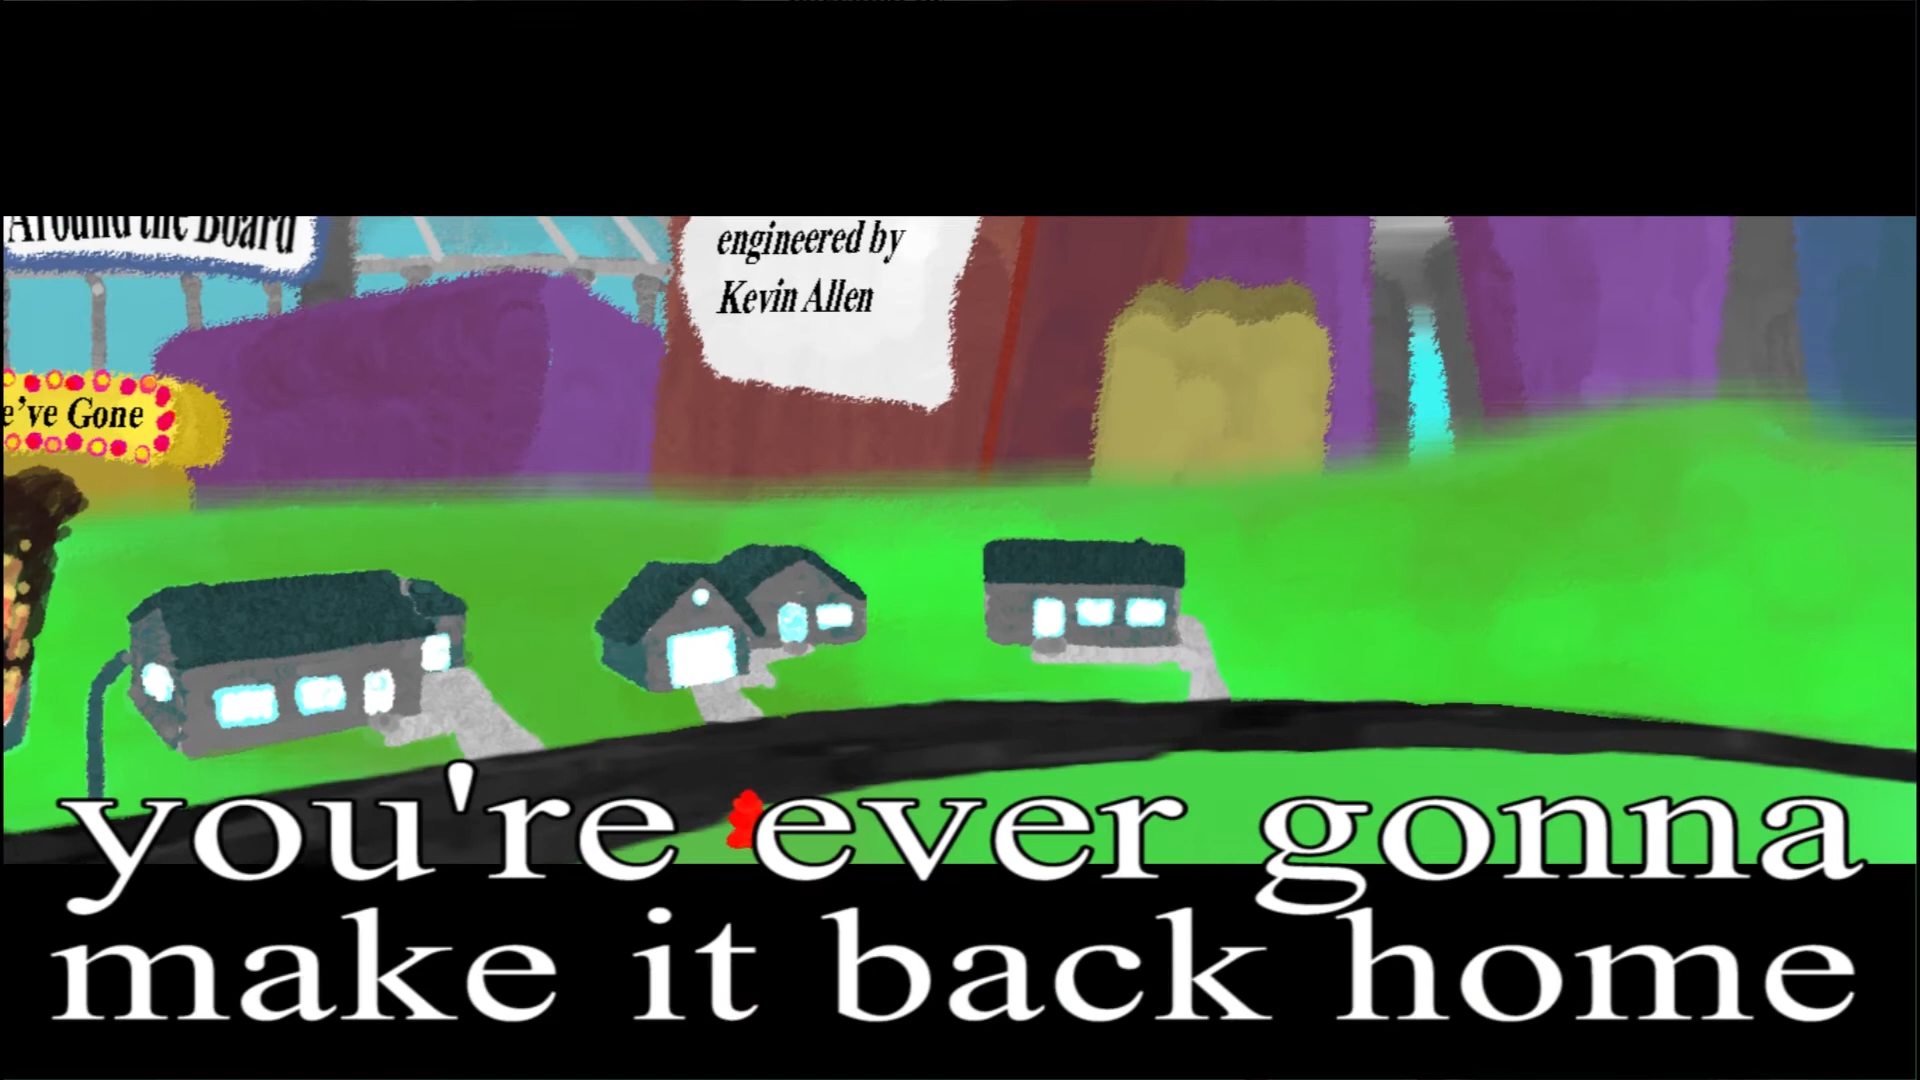 Around the Board
engineered by
Kevin Allen
e've Gone
you're ever gonna
make it back home